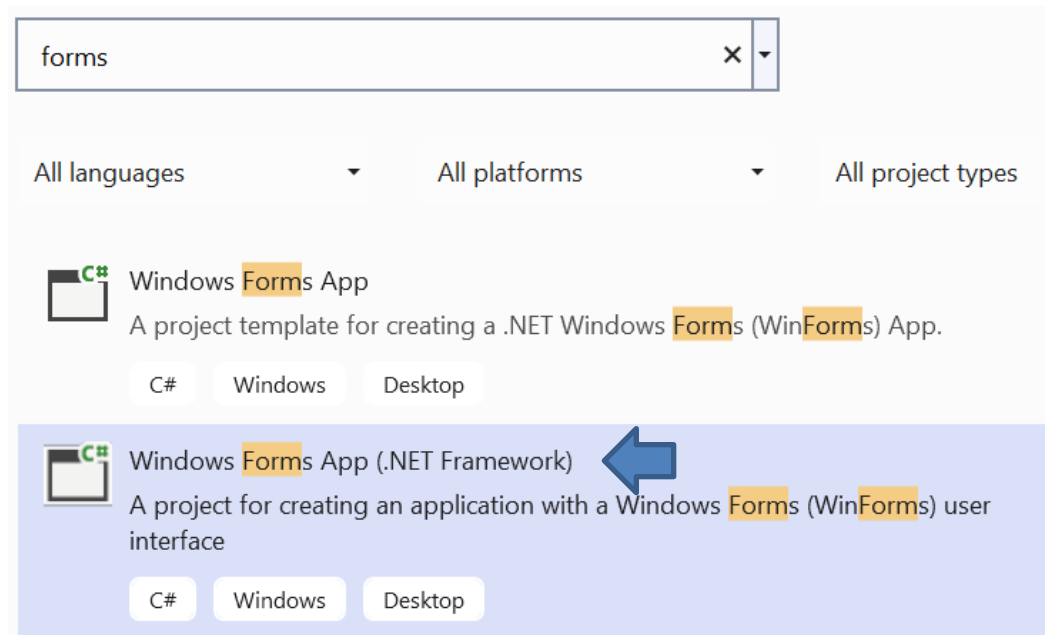 forms
All languages All platforms All project types
C#
Windows Forms App
A project template for creating a .NET Windows Forms (WinForms) App.
C# Windows Desktop
C#
Windows Forms App (.NET Framework)
A project for creating an application with a Windows Forms (WinForms) user
interface
C# Windows Desktop